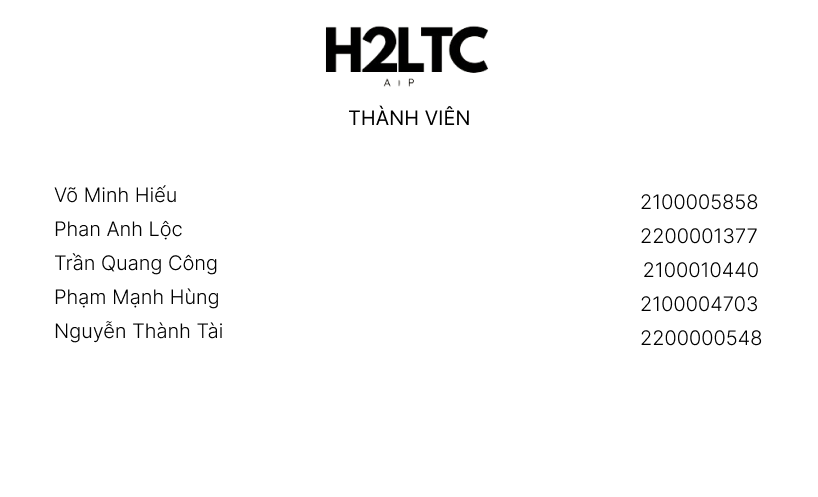 H2LTC
AIP
THÀNH VIÊN
Võ Minh Hiếu 2100005858
Phan Anh Lộc 2200001377
Trần Quang Công 2100010440
Phạm Mạnh Hùng 2100004703
Nguyễn Thành Tài 2200000548